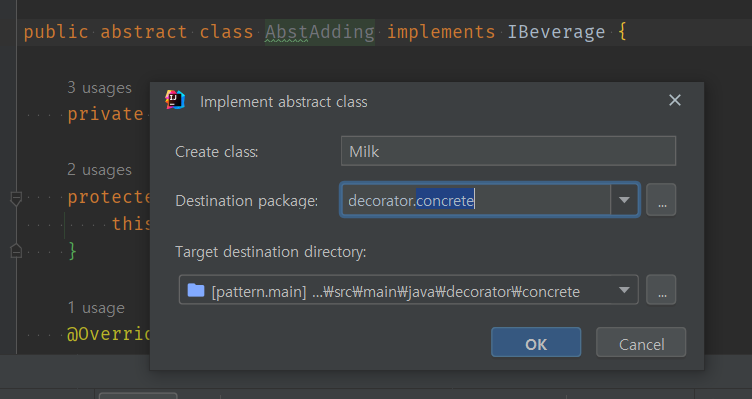 public abstract class AbstAdding implements IBeverage {
3 usages
private
Implement abstract class
Create class: Milk
2 usages
protecte
Destination package: decorator.concrete ...
this
}
Target destination directory:
[pattern.main] ...₩src₩main₩java₩decorator₩concrete ...
1 usage
@Overrid
OK Cancel